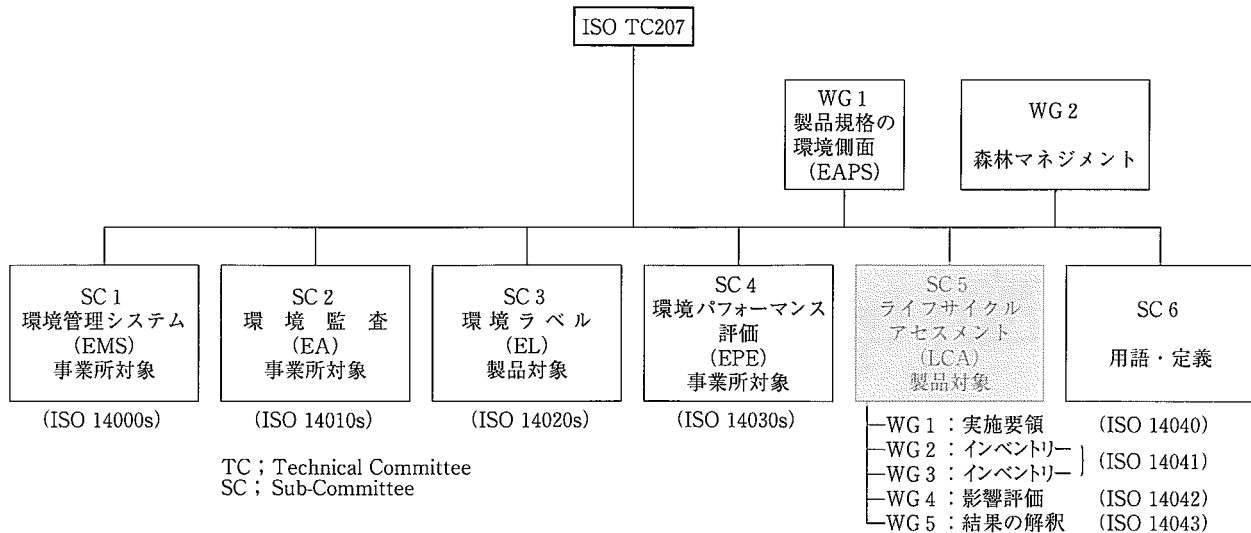 ISO TC207
WG 1
製品規格の
環境側面
(EAPS)
WG 2
森林マネジメント
SC 1
環境管理システム
(EMS)
事業所対象
(ISO 14000s)
SC 2
環境監査
(EA)
事業所対象
(ISO 14010s)
SC 3
環境ラベル
(EL)
製品対象
(ISO 14020s)
SC 4
環境パフォーマンス
評価
(EPE)
事業所対象
(ISO 14030s)
SC 5
ライフサイクル
アセスメント
(LCA)
製品対象
SC 6
用語・定義
WG 1：実施要領 (ISO 14040)
WG 2：インベントリー
WG 3：インベントリー
(ISO 14041)
WG 4：影響評価 (ISO 14042)
WG 5：結果の解釈 (ISO 14043)
TC；Technical Committee
SC；Sub-Committee